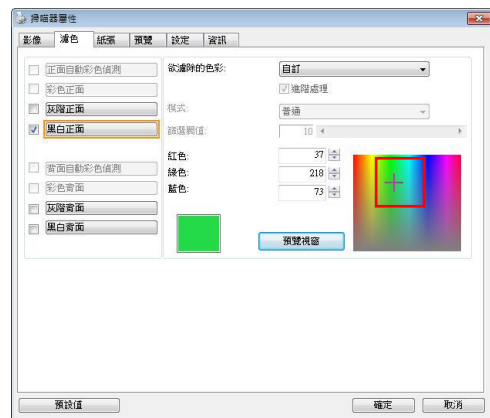 掃瞄器屬性
影像 濾色 紙張 預覽 設定 資訊
正面自動彩色偵測
彩色正面
灰階正面
黑白正面
背面自動彩色偵測
彩色背面
灰階背面
黑白背面
欲濾除的色彩: 自訂
進階處理
模式: 普通
篩選閥值: 10
紅色: 37
綠色: 218
藍色: 73
預覽視窗
預設值 確定 取消